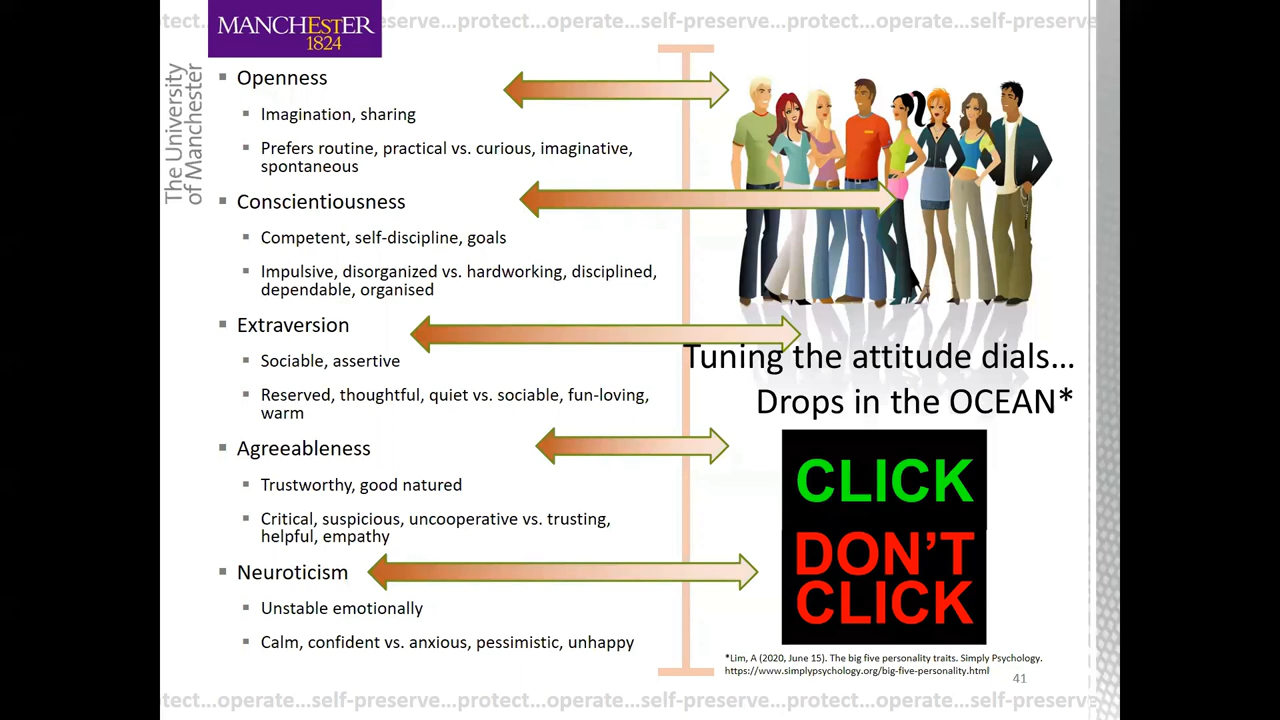 protect...operate...self-preserve...protect...operate...self-preserve
MANCHESTER
1824
The University
of Manchester
Openness
Imagination, sharing
Prefers routine, practical vs. curious, imaginative,
spontaneous
Conscientiousness
Competent, self-discipline, goals
Impulsive, disorganized vs. hardworking, disciplined,
dependable, organised
Extraversion
Sociable, assertive
Reserved, thoughtful, quiet vs. sociable, fun-loving,
warm
Agreeableness
Trustworthy, good natured
Critical, suspicious, uncooperative vs. trusting,
helpful, empathy
Neuroticism
Unstable emotionally
Calm, confident vs. anxious, pessimistic, unhappy
Tuning the attitude dials...
Drops in the OCEAN*
CLICK
DON'T
CLICK
*Lim, A (2020, June 15). The big five personality traits. Simply Psychology.
https://www.simplypsychology.org/big-five-personality.html
41
tect...operate...self-preserve...protect...operate...self-preserve...protect...operate...self-preserve